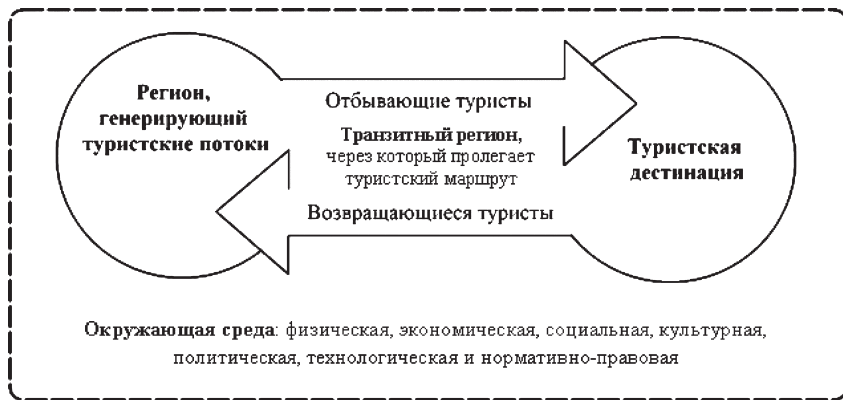 Регион,
генерирующий
туристские потоки
Отбывающие туристы
Транзитный регион,
через который пролегает
туристский маршрут
Возвращающиеся туристы
Туристская
дестинация
Окружающая среда: физическая, экономическая, социальная, культурная,
политическая, технологическая и нормативно-правовая